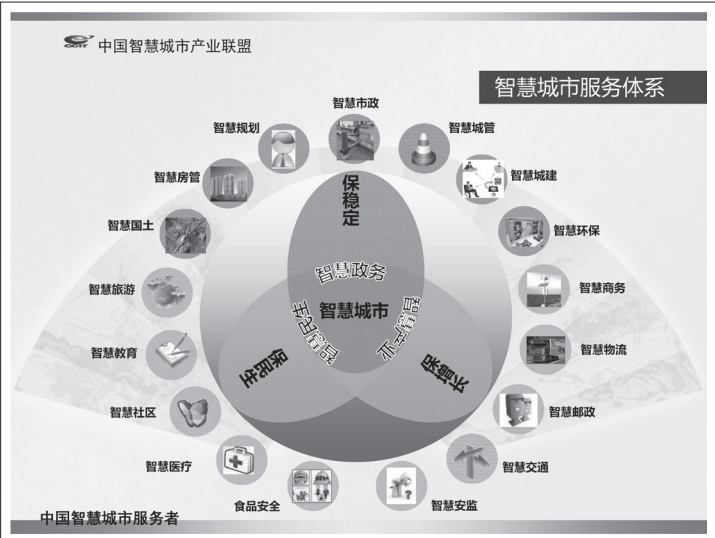 中国智慧城市产业联盟
智慧城市服务体系
智慧市政
智慧规划
智慧城管
智慧房管
智慧城建
智慧国土
智慧环保
智慧旅游
智慧商务
智慧教育
智慧物流
智慧社区
智慧邮政
智慧医疗
智慧交通
食品安全
智慧安监
保稳定
智慧政务
智慧城市
智慧民生
智慧产业
保民生
保增长
中国智慧城市服务者